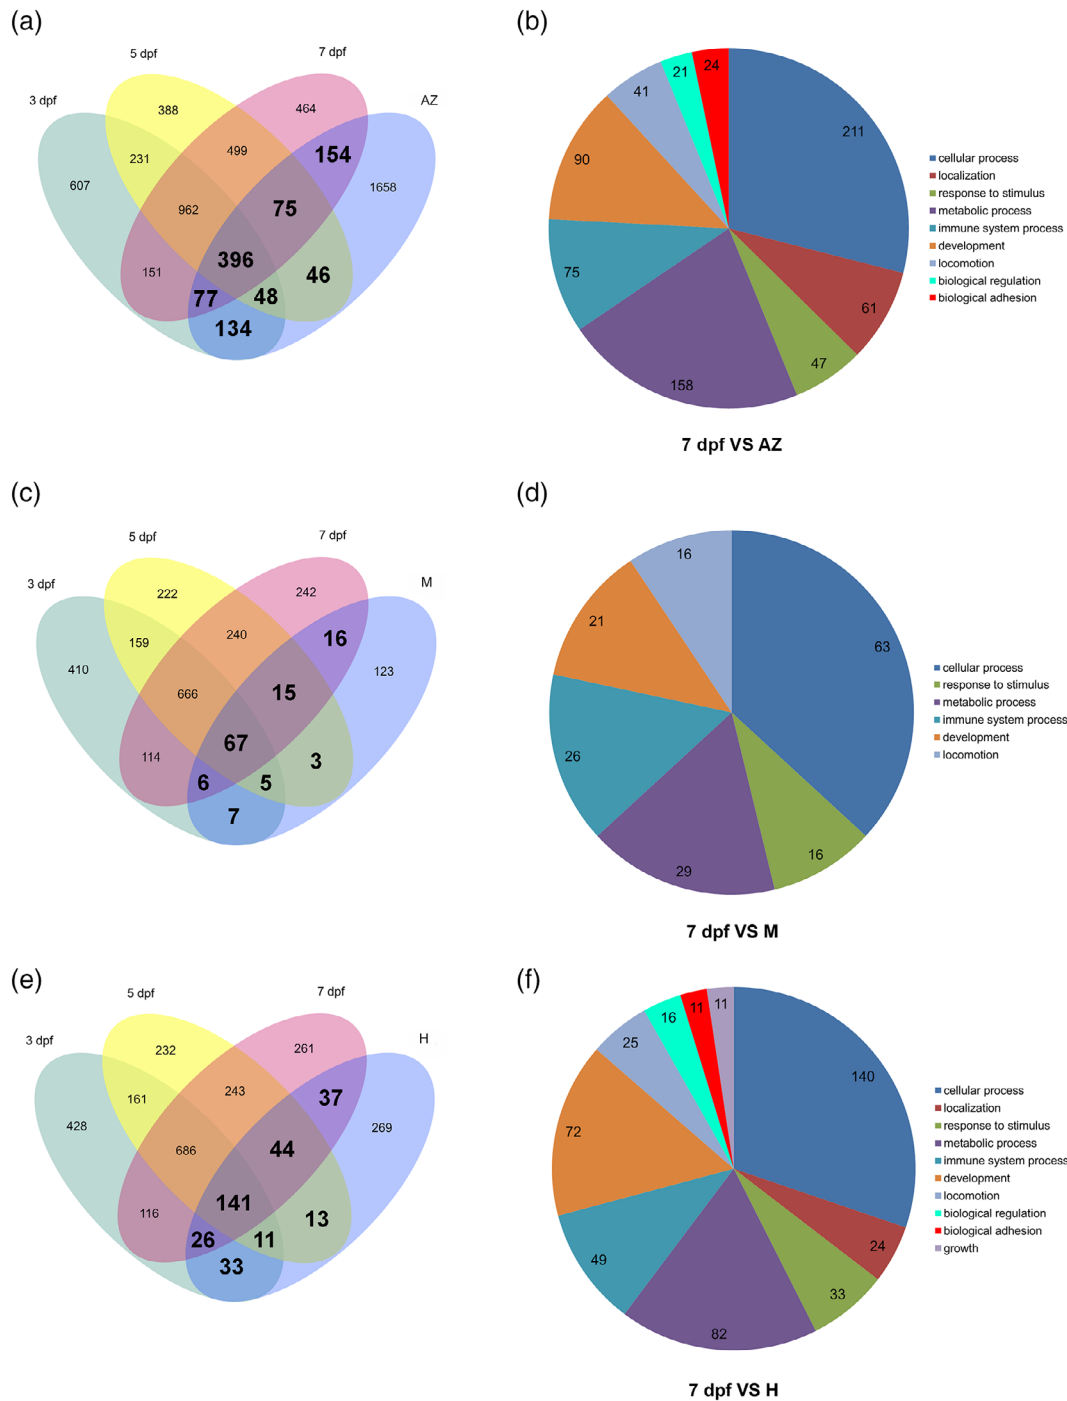 (a)
5 dpf
7 dpf
3 dpf
AZ
388
464
231
499
154
607
1658
962
75
396
151
46
77
48
134
(b)
24
21
41
211
90
75
61
47
158
cellular process
localization
response to stimulus
metabolic process
immune system process
development
locomotion
biological regulation
biological adhesion
7 dpf VS AZ
(c)
5 dpf
7 dpf
3 dpf
M
222
242
159
240
16
410
123
666
15
67
114
3
6
5
7
(d)
16
63
21
26
16
29
cellular process
response to stimulus
metabolic process
immune system process
development
locomotion
7 dpf VS M
(e)
5 dpf
7 dpf
3 dpf
H
232
261
161
243
37
428
269
686
44
141
116
13
26
11
33
(f)
11
11
16
25
140
72
49
24
33
82
cellular process
localization
response to stimulus
metabolic process
immune system process
development
locomotion
biological regulation
biological adhesion
growth
7 dpf VS H